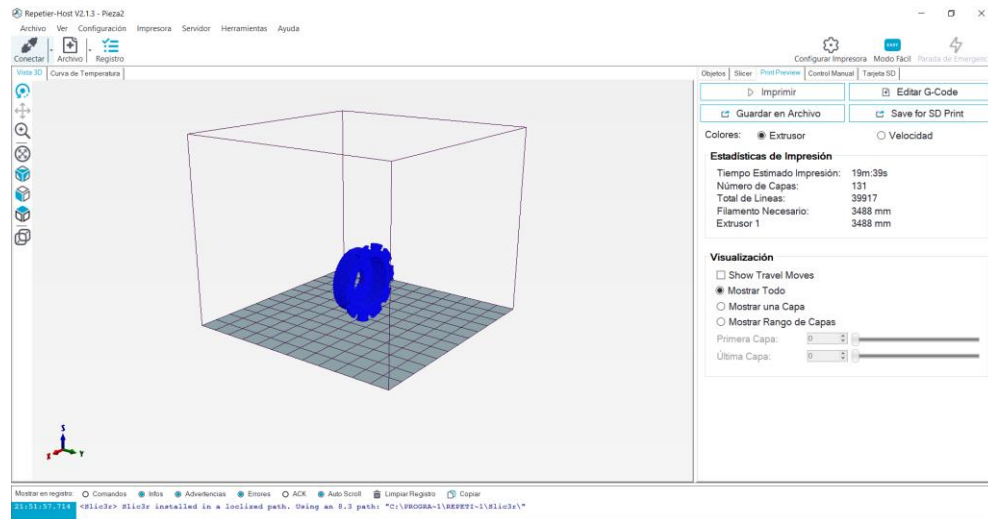 Repetier-Host V2.1.3 - Pieza2
Archivo Ver Configuración Impresora Servidor Herramientas Ayuda
Conectar Archivo Registro
Configurar Impresora Modo Fácil Parada de Emergenc
EASY
Vista 3D Curva de Temperatura
Objetos Slicer Print Preview Control Manual Tarjeta SD
Imprimir Editar G-Code
Guardar en Archivo Save for SD Print
Colores: Extrusor Velocidad
Estadísticas de Impresión
Tiempo Estimado Impresión: 19m:39s
Número de Capas: 131
Total de Lineas: 39917
Filamento Necesario: 3488 mm
Extrusor 1 3488 mm
Visualización
Show Travel Moves
Mostrar Todo
Mostrar una Capa
Mostrar Rango de Capas
Primera Capa: 0
Última Capa: 0
Mostrar en registro: Comandos Infos Advertencias Errores ACK Auto Scroll Limpiar Registro Copiar
21:51:57.714 <Slic3r> Slic3r installed in a loclized path. Using an 8.3 path: "C:\PROGRA~1\REPETI~1\Slic3r\"